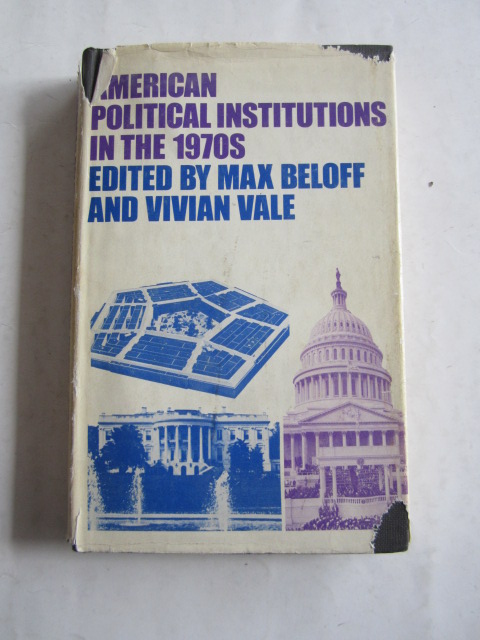 AMERICAN
POLITICAL INSTITUTIONS
IN THE 1970S
EDITED BY MAX BELOFF
AND VIVIAN VALE